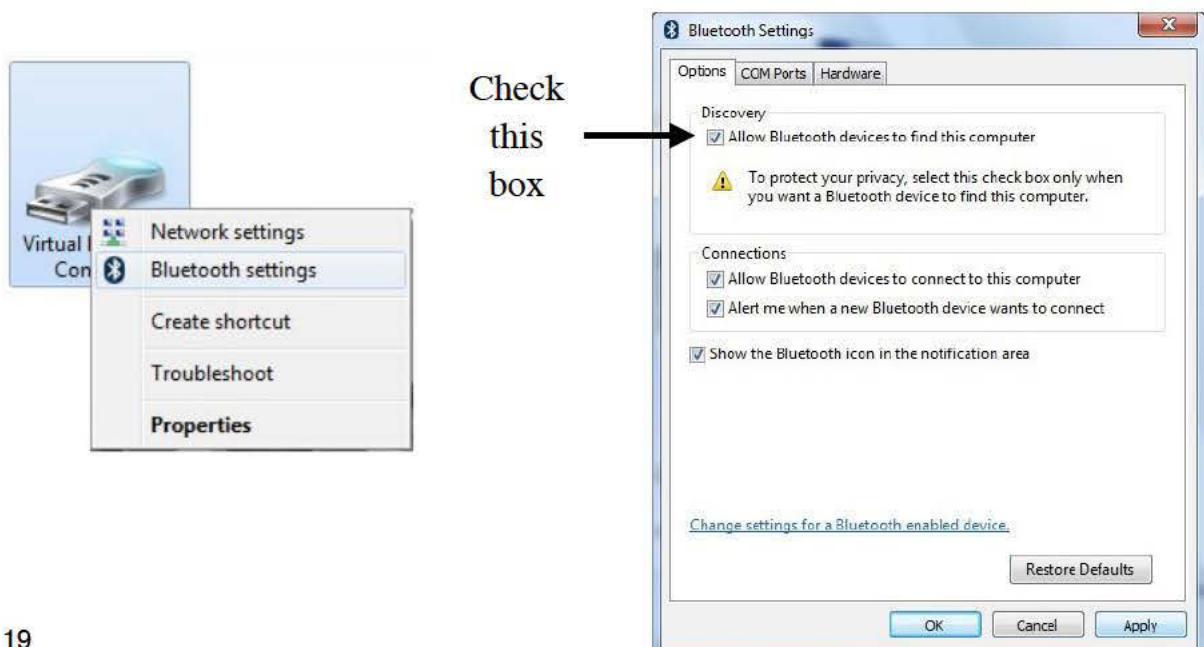 Virtual
Con
Network settings
Bluetooth settings
Create shortcut
Troubleshoot
Properties
Check
this
box
Bluetooth Settings
Options COM Ports Hardware
Discovery
Allow Bluetooth devices to find this computer
To protect your privacy, select this check box only when
you want a Bluetooth device to find this computer.
Connections
Allow Bluetooth devices to connect to this computer
Alert me when a new Bluetooth device wants to connect
Show the Bluetooth icon in the notification area
Change settings for a Bluetooth enabled device.
Restore Defaults
OK Cancel Apply
19